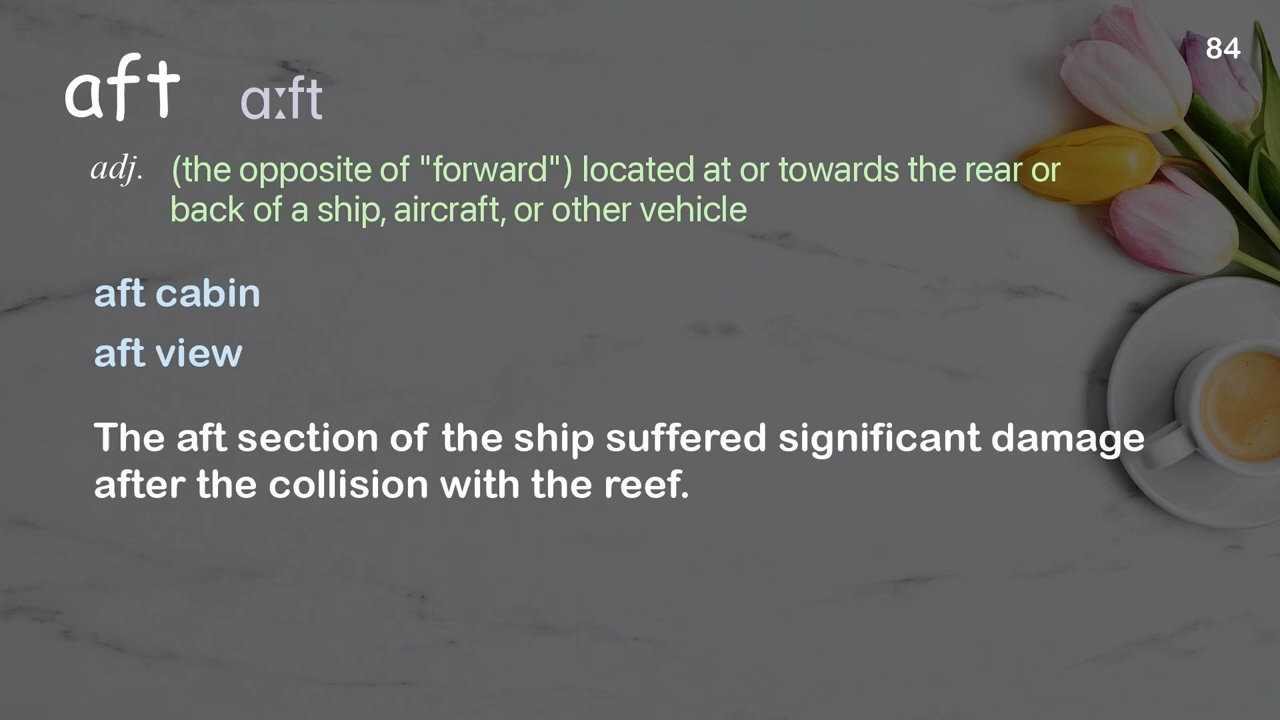 84
aft ɑːft
adj. (the opposite of "forward") located at or towards the rear or
back of a ship, aircraft, or other vehicle
aft cabin
aft view
The aft section of the ship suffered significant damage
after the collision with the reef.